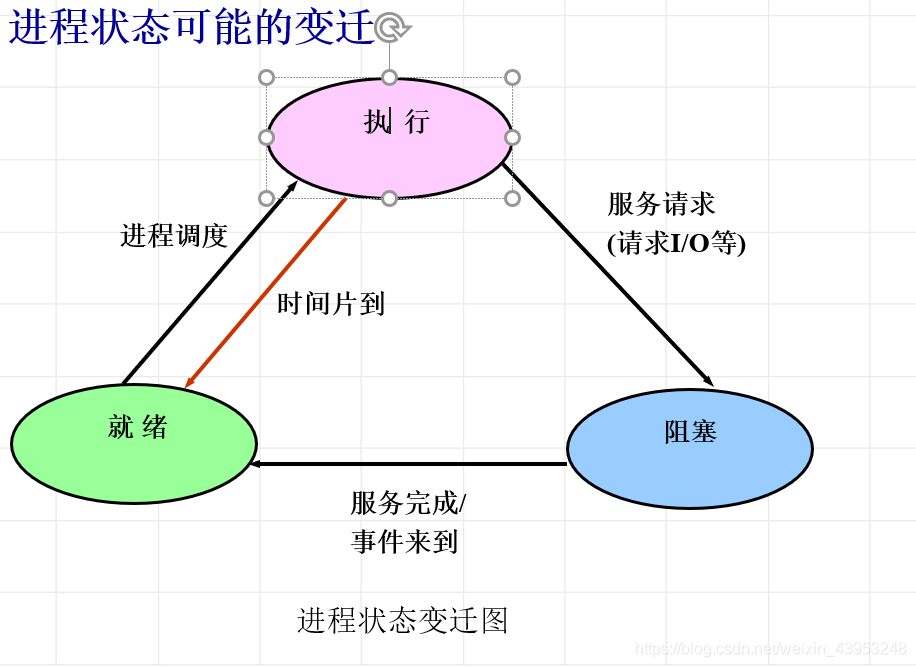 进程状态可能的变迁
执 行
服务请求
(请求I/O等)
进程调度
时间片到
就 绪
阻塞
服务完成/
事件来到
进程状态变迁图
https://blog.csdn.net/weixin_43953248